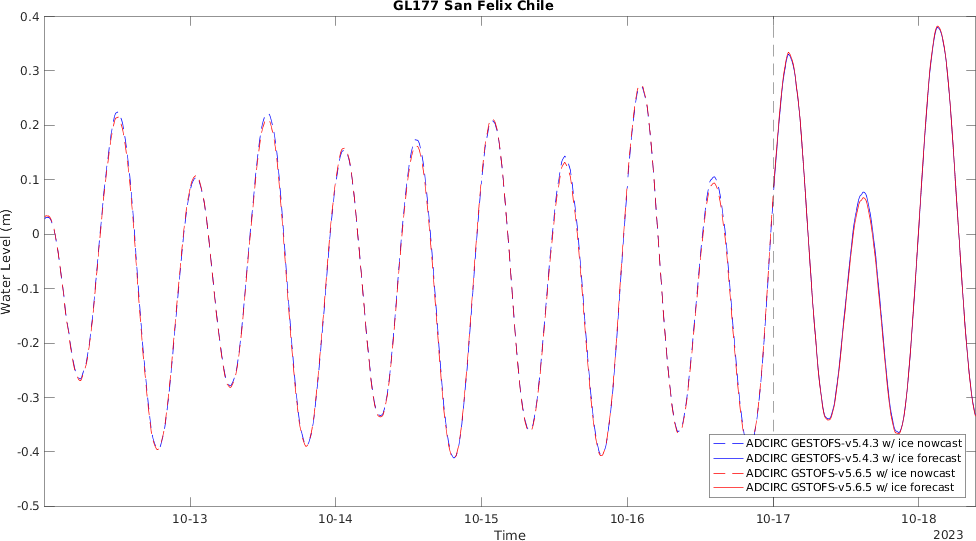 GL177 San Felix Chile
0.4
0.3
0.2
0.1
0
-0.1
-0.2
-0.3
-0.4
-0.5
Water Level (m)
ADCIRC GESTOFS-v5.4.3 w/ ice nowcast
ADCIRC GESTOFS-v5.4.3 w/ ice forecast
ADCIRC GSTOFS-v5.6.5 w/ ice nowcast
ADCIRC GSTOFS-v5.6.5 w/ ice forecast
10-13 10-14 10-15 10-16 10-17 10-18
Time
2023